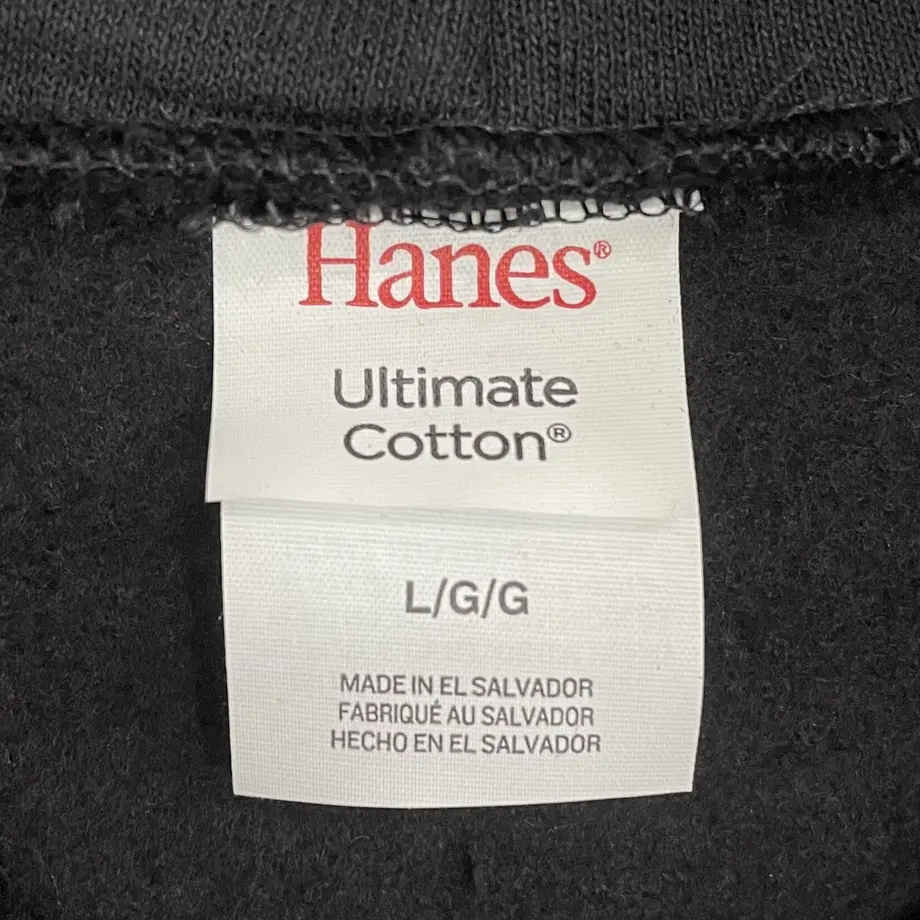 Hanes®
Ultimate
Cotton®
L/G/G
MADE IN EL SALVADOR
FABRIQUÉ AU SALVADOR
HECHO EN EL SALVADOR